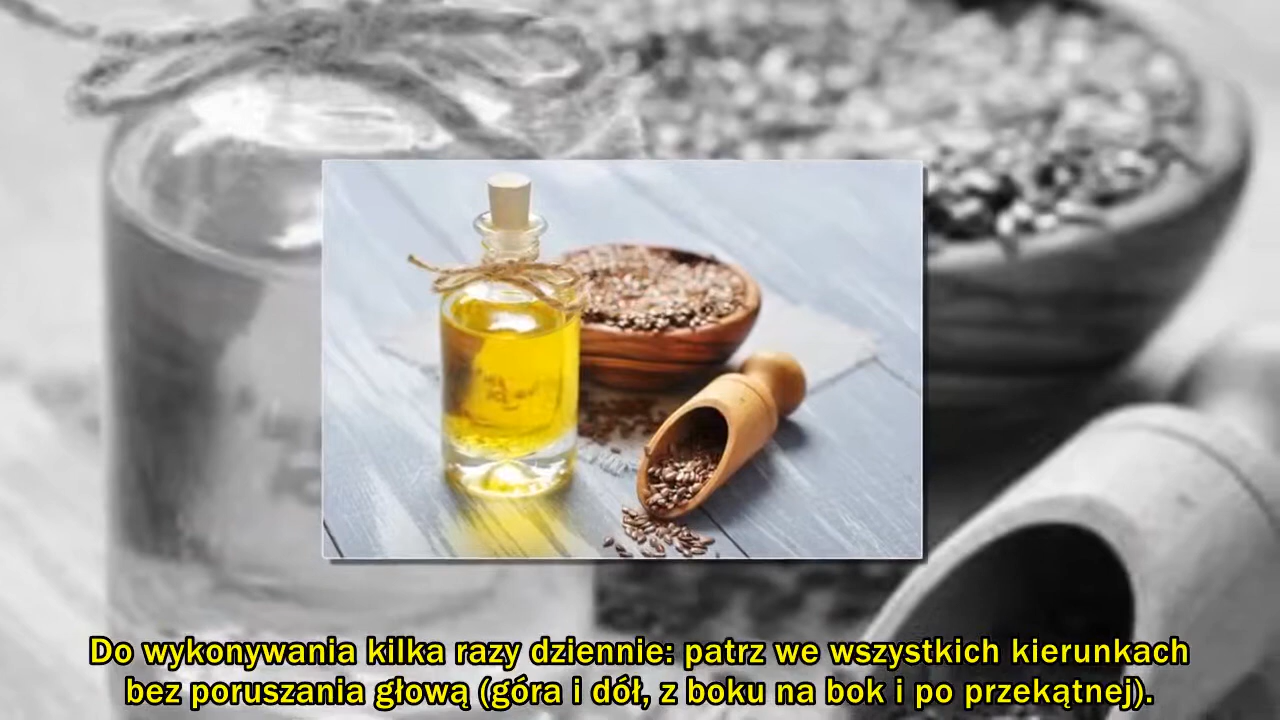 Do wykonywania kilka razy dziennie: patrz we wszystkich kierunkach
bez poruszania głową (góra i dół, z boku na bok i po przekątnej).